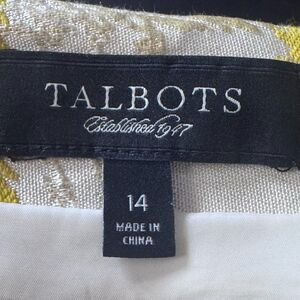 TALBOTS
Established 1947
14
MADE IN
CHINA